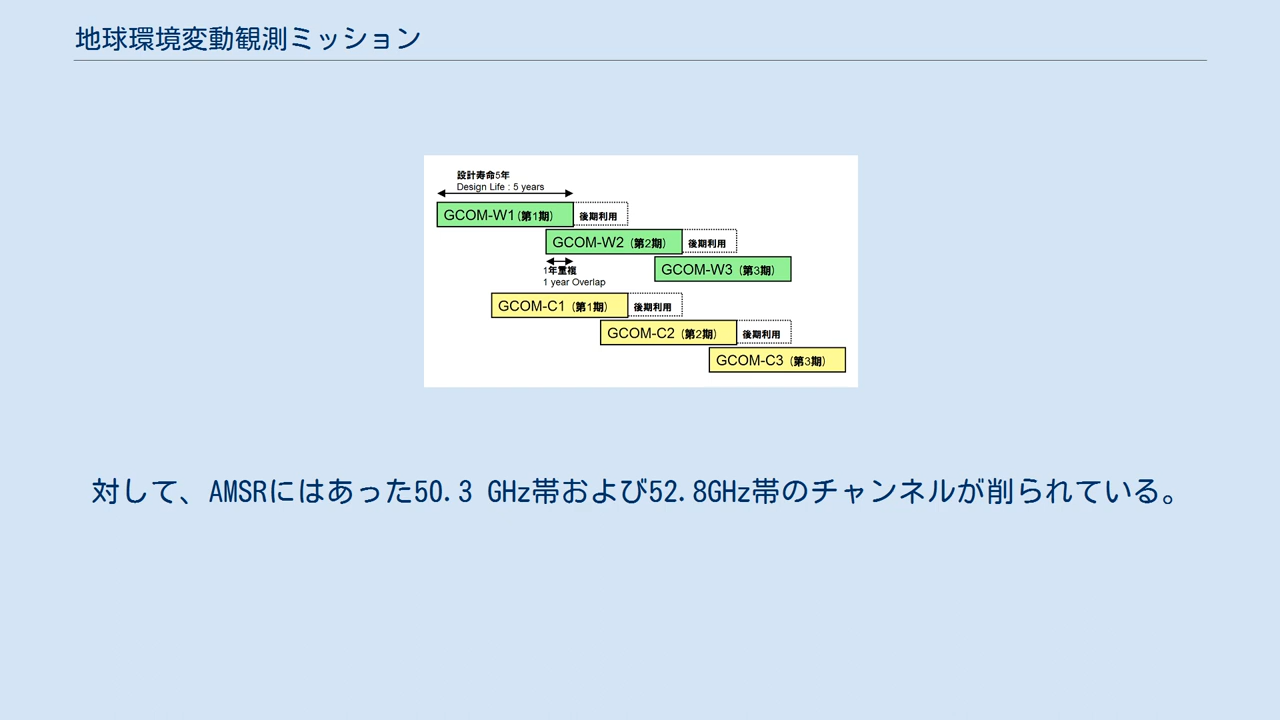 地球環境変動観測ミッション
設計寿命5年
Design Life : 5 years
GCOM-W1 (第1期) 後期利用
GCOM-W2 (第2期) 後期利用
GCOM-W3 (第3期)
1年重複
1 year Overlap
GCOM-C1 (第1期) 後期利用
GCOM-C2 (第2期) 後期利用
GCOM-C3 (第3期)
対して、AMSRにはあった50.3 GHz帯および52.8GHz帯のチャンネルが削られている。